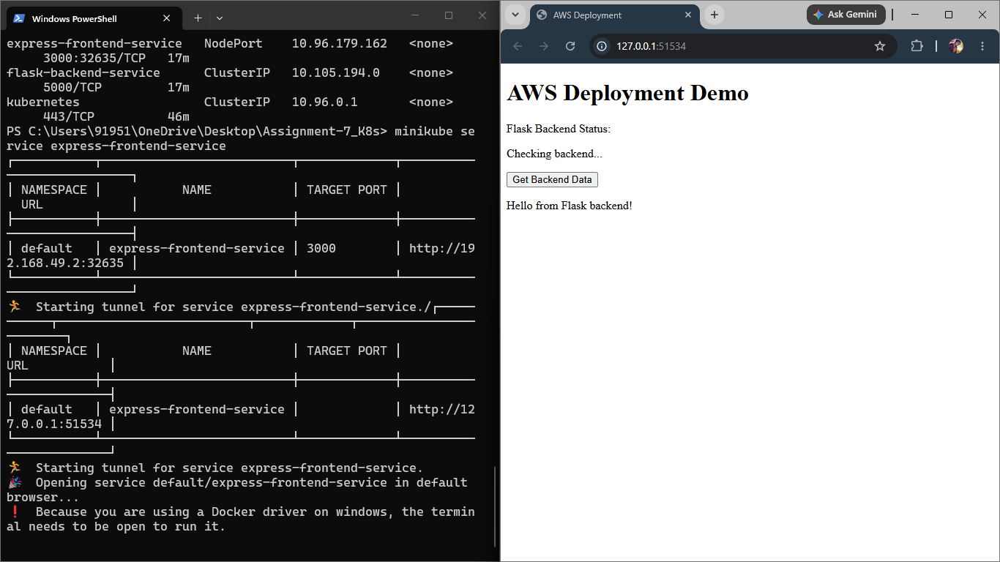 Windows PowerShell
express-frontend-service   NodePort    10.96.179.162   <none>
     3000:32635/TCP   17m
flask-backend-service      ClusterIP   10.105.194.0    <none>
     5000/TCP         17m
kubernetes                 ClusterIP   10.96.0.1       <none>
     443/TCP          46m
PS C:\Users\91951\OneDrive\Desktop\Assignment-7_K8s> minikube se
rvice express-frontend-service
| NAMESPACE |           NAME           | TARGET PORT |
  URL            |
| default   | express-frontend-service | 3000        | http://19
2.168.49.2:32635 |
🏃  Starting tunnel for service express-frontend-service./
| NAMESPACE |           NAME           | TARGET PORT |
URL           |
| default   | express-frontend-service |             | http://12
7.0.0.1:51534 |
🏃  Starting tunnel for service express-frontend-service.
🎉  Opening service default/express-frontend-service in default
browser...
❗  Because you are using a Docker driver on windows, the termin
al needs to be open to run it.
AWS Deployment
Ask Gemini
127.0.0.1:51534
AWS Deployment Demo
Flask Backend Status:
Checking backend...
Get Backend Data
Hello from Flask backend!